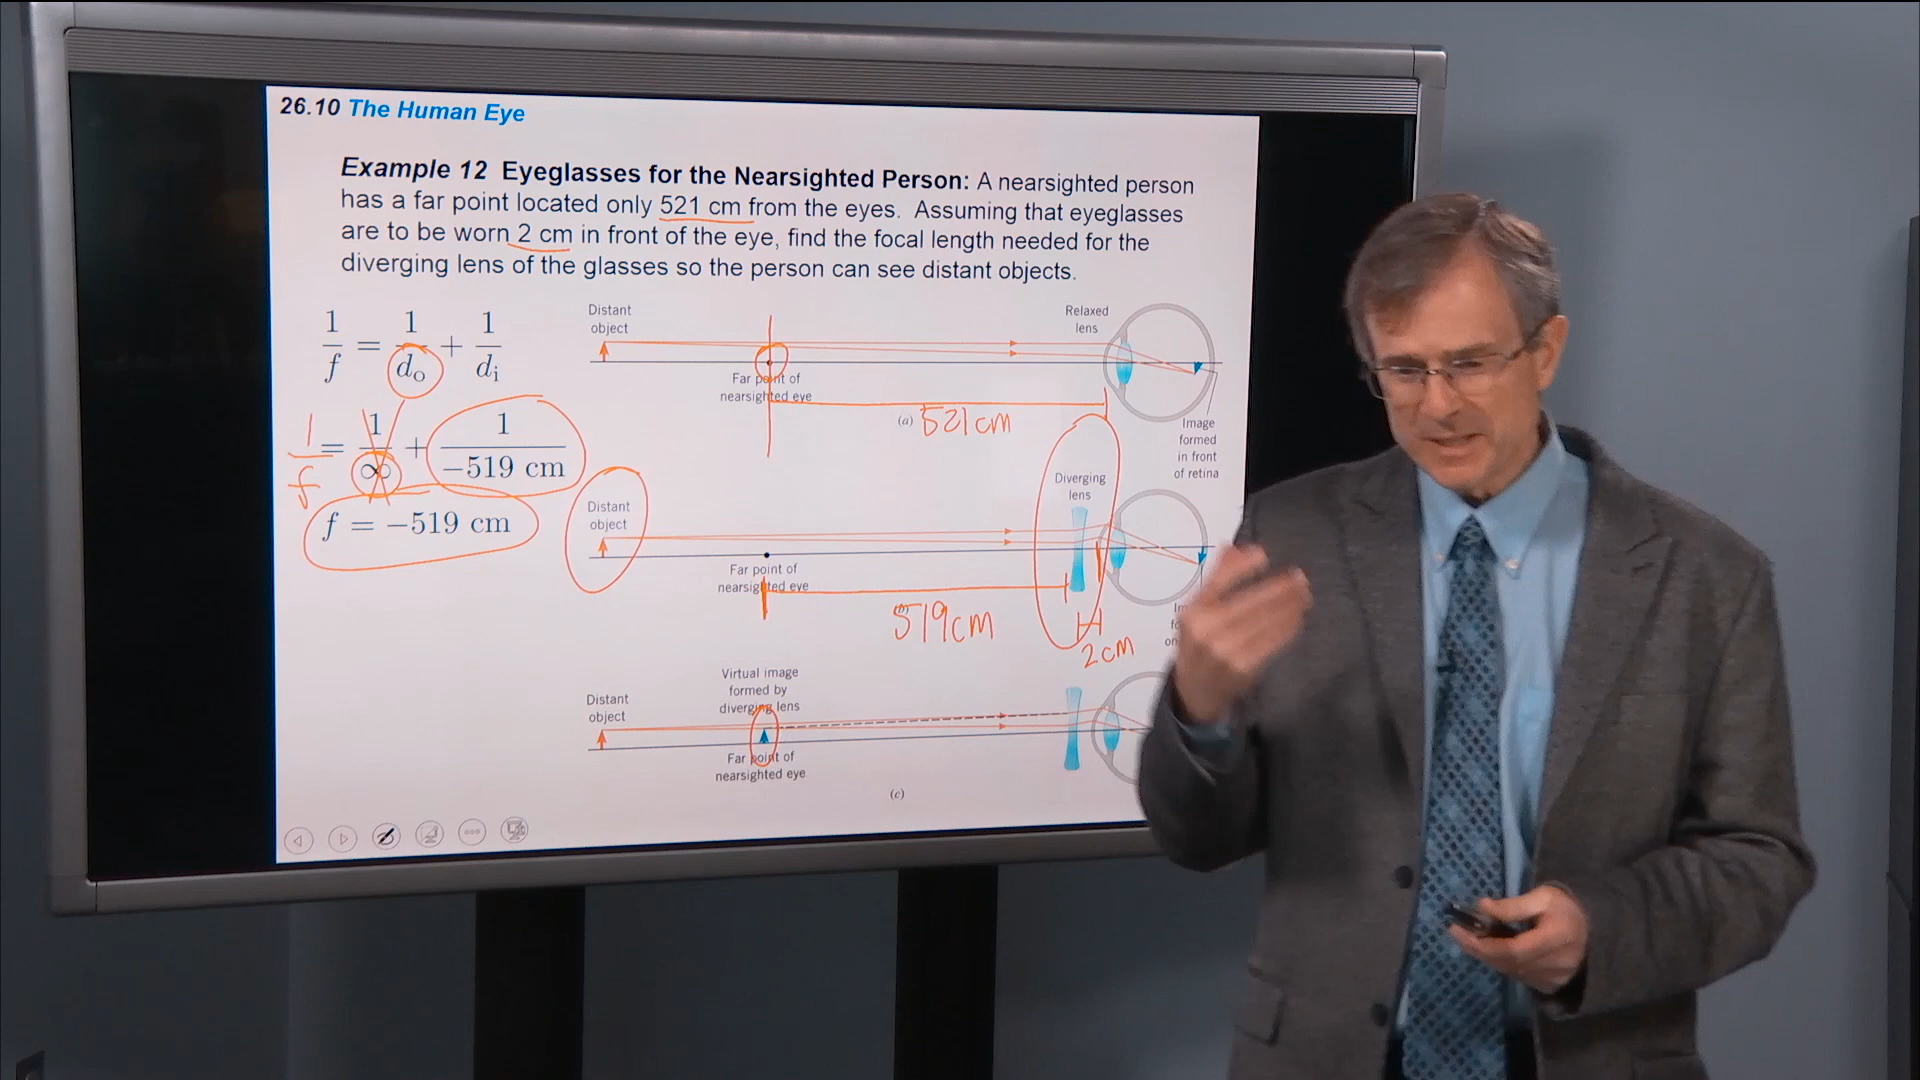 26.10 The Human Eye
Example 12 Eyeglasses for the Nearsighted Person: A nearsighted person
has a far point located only 521 cm from the eyes. Assuming that eyeglasses
are to be worn 2 cm in front of the eye, find the focal length needed for the
diverging lens of the glasses so the person can see distant objects.
1/f = 1/dₒ + 1/dᵢ
1/f = 1/∞ + 1/−519 cm
f = −519 cm
Distant
object
Relaxed
lens
Far point of
nearsighted eye
(a)
521cm
Image
formed
in front
of retina
Distant
object
Diverging
lens
Far point of
nearsighted eye
519cm
2cm
Distant
object
Virtual image
formed by
diverging lens
Far point of
nearsighted eye
(c)